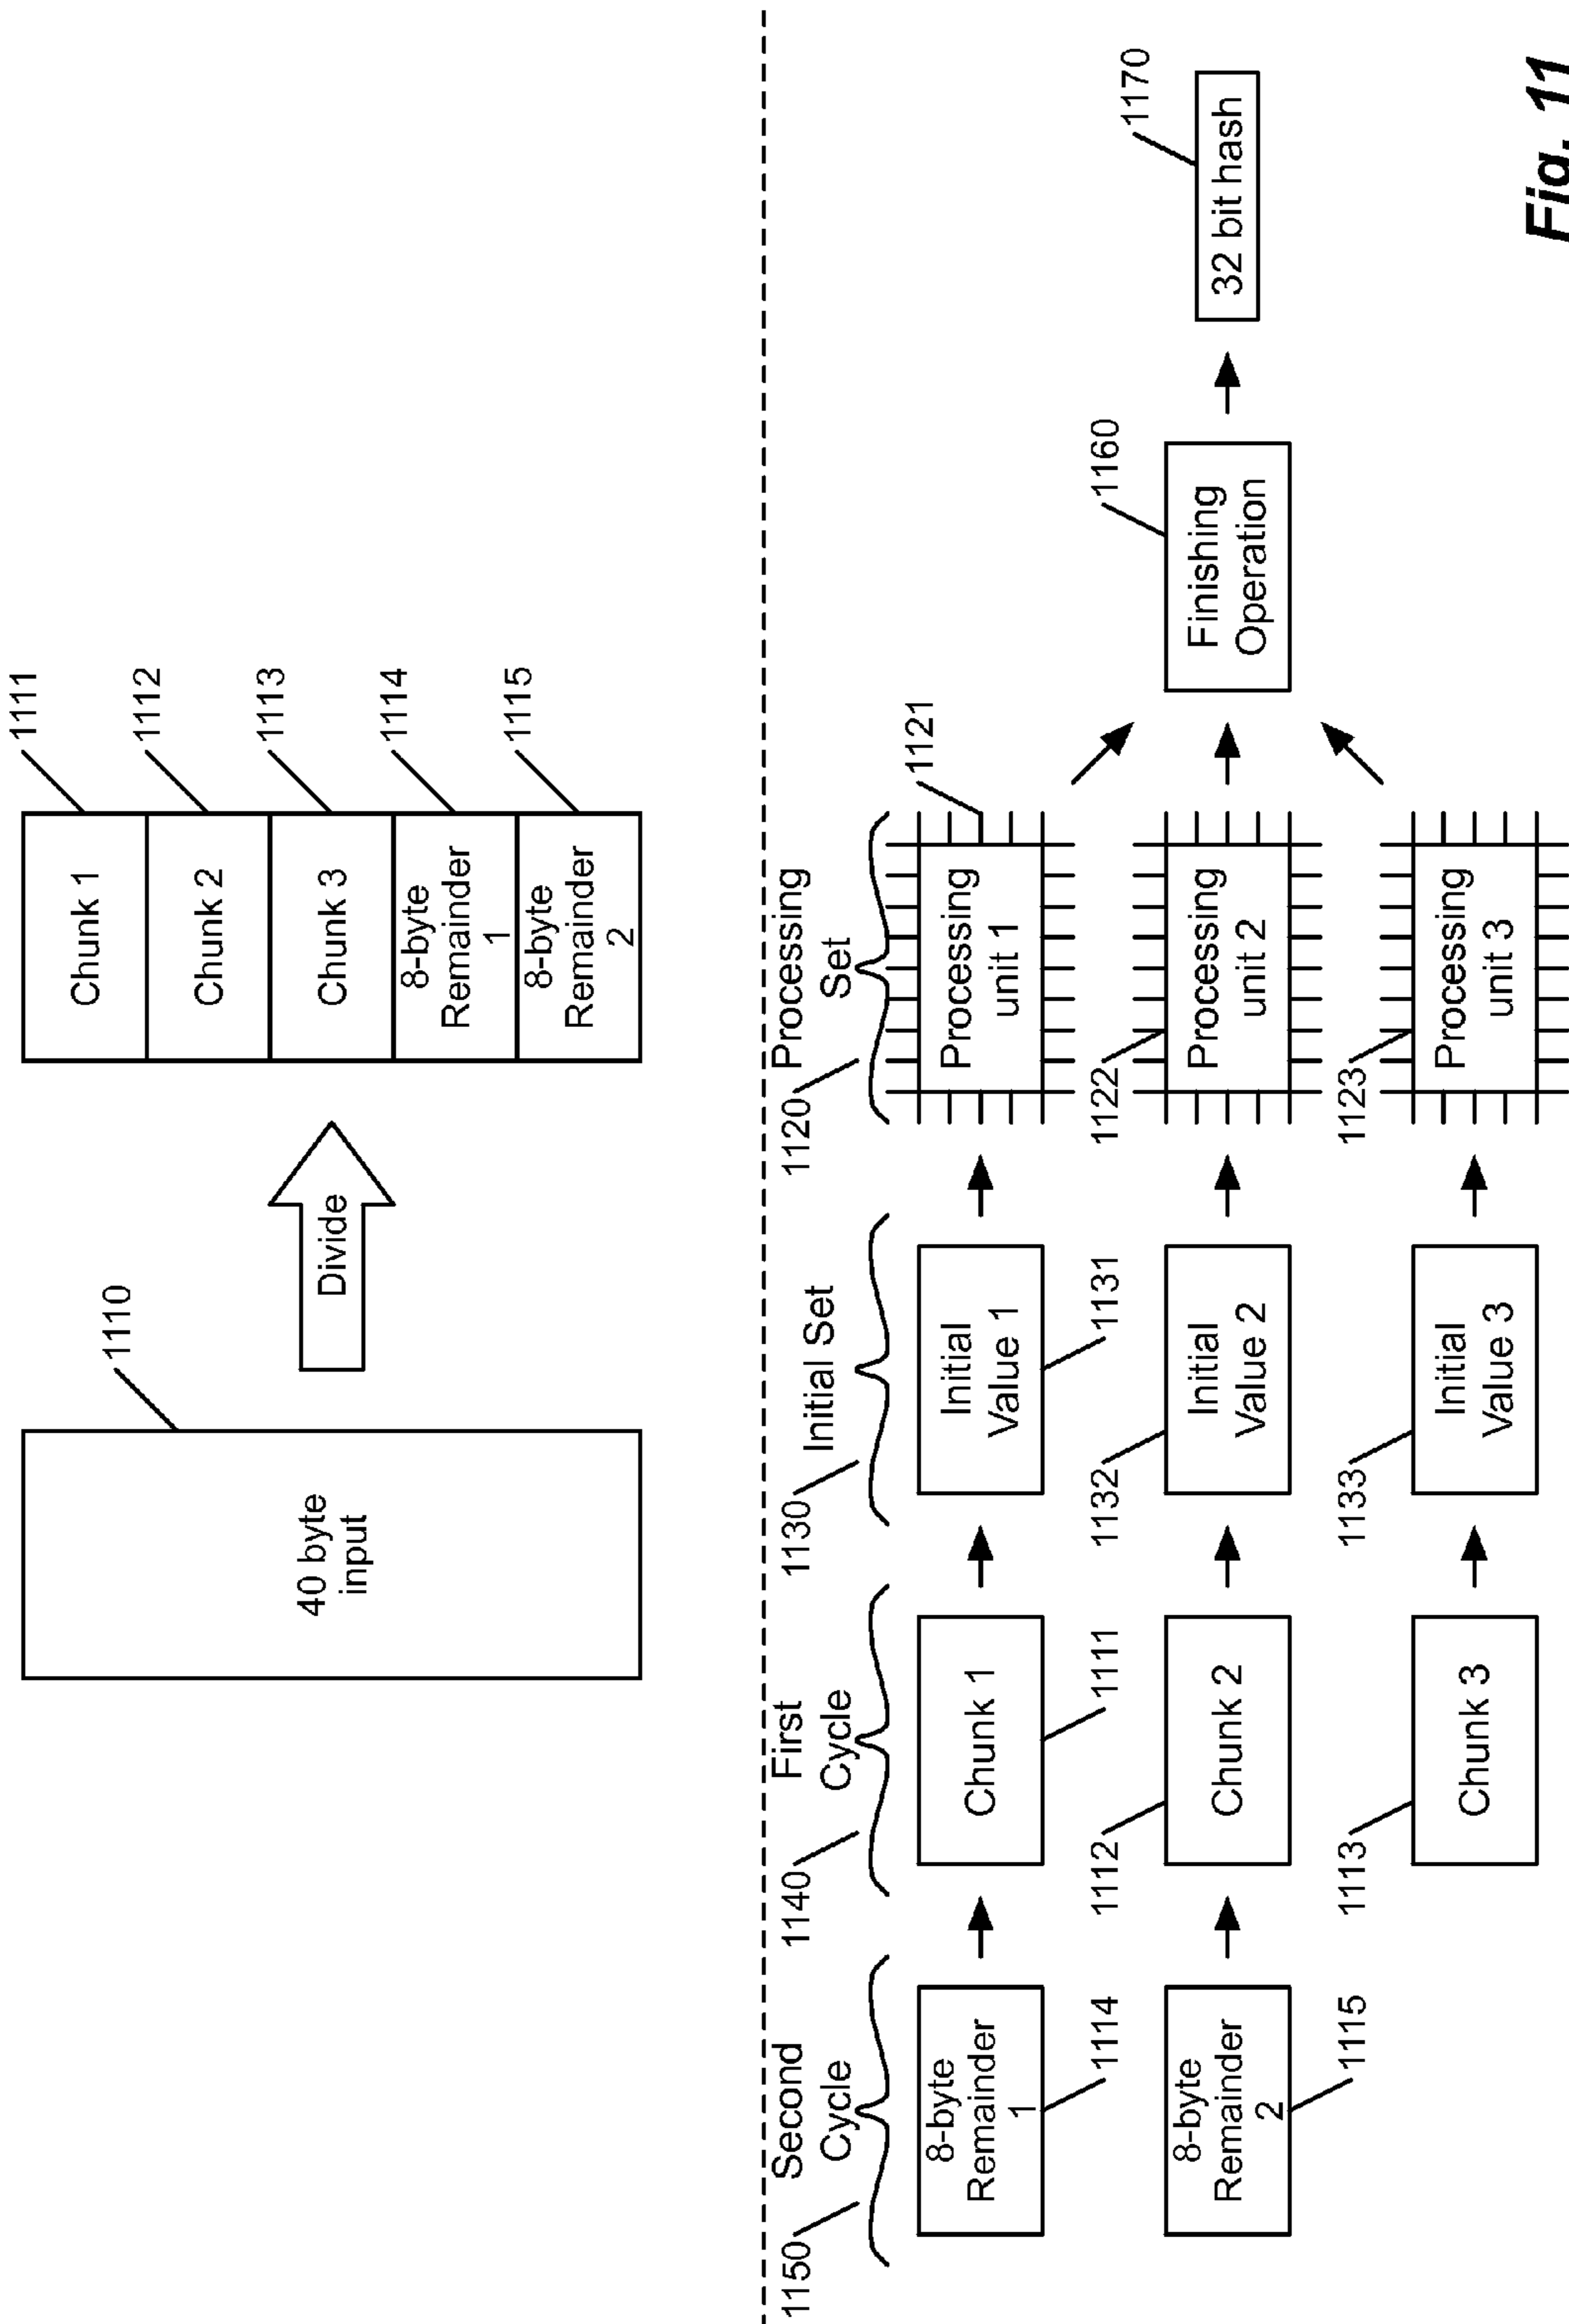 1110
40 byte
input
Divide
1111
Chunk 1
1112
Chunk 2
1113
Chunk 3
1114
8-byte
Remainder
1
1115
8-byte
Remainder
2
1150
Second
Cycle
1140
First
Cycle
1130
Initial Set
1120
Processing
Set
8-byte
Remainder
1
1114
Chunk 1
1111
Initial
Value 1
1131
Processing
unit 1
1121
8-byte
Remainder
2
1115
1112
Chunk 2
1132
Initial
Value 2
1122
Processing
unit 2
1160
Finishing
Operation
1170
32 bit hash
1113
Chunk 3
1133
Initial
Value 3
1123
Processing
unit 3
Fig. 11